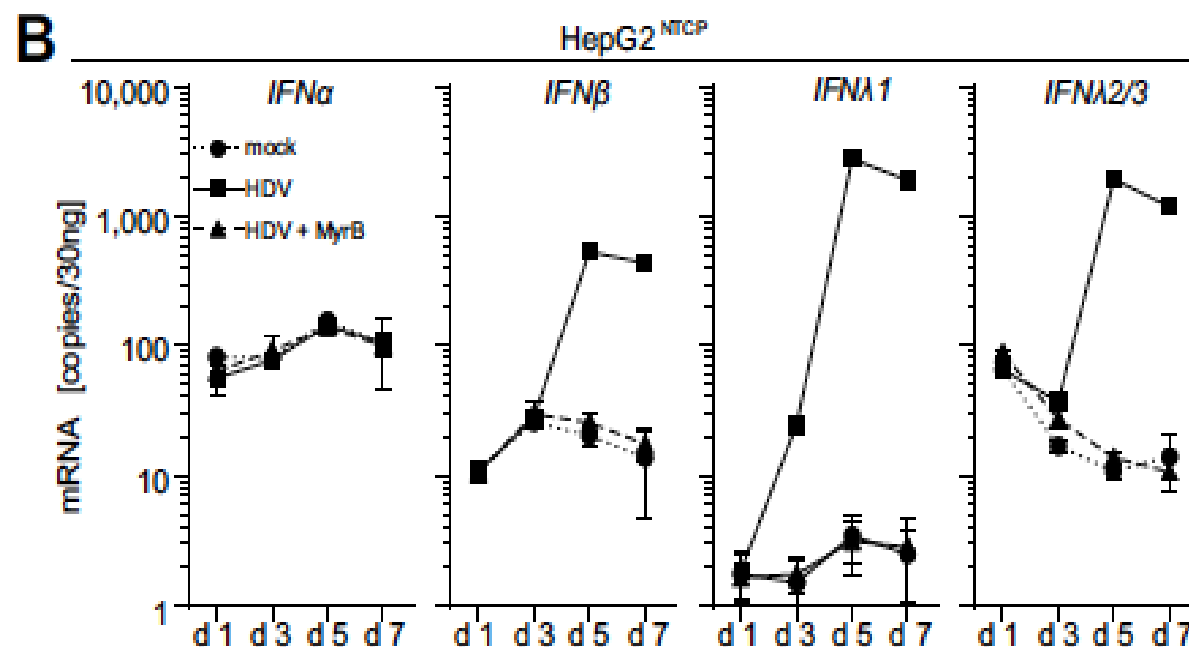 B
HepG2 NTCP
IFNα IFNβ IFNλ1 IFNλ2/3
mRNA [copies/30ng]
10,000
1,000
100
10
1
mock
HDV
HDV + MyrB
d 1 d 3 d 5 d 7 d 1 d 3 d 5 d 7 d 1 d 3 d 5 d 7 d 1 d 3 d 5 d 7